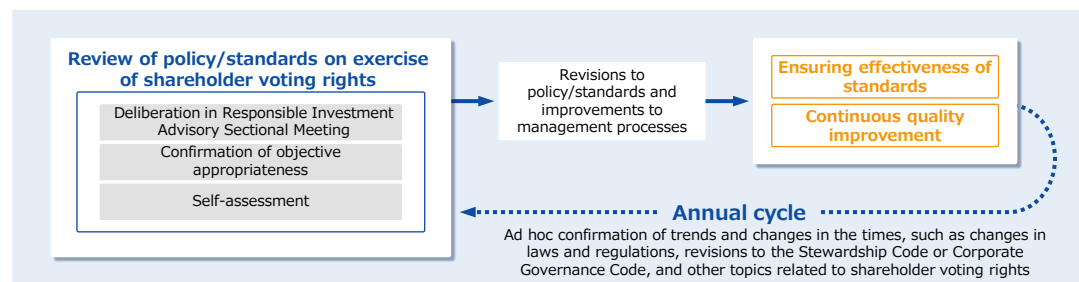 Review of policy/standards on exercise
of shareholder voting rights
Deliberation in Responsible Investment
Advisory Sectional Meeting
Confirmation of objective
appropriateness
Self-assessment
Revisions to
policy/standards and
improvements to
management processes
Ensuring effectiveness of
standards
Continuous quality
improvement
Annual cycle
Ad hoc confirmation of trends and changes in the times, such as changes in
laws and regulations, revisions to the Stewardship Code or Corporate
Governance Code, and other topics related to shareholder voting rights